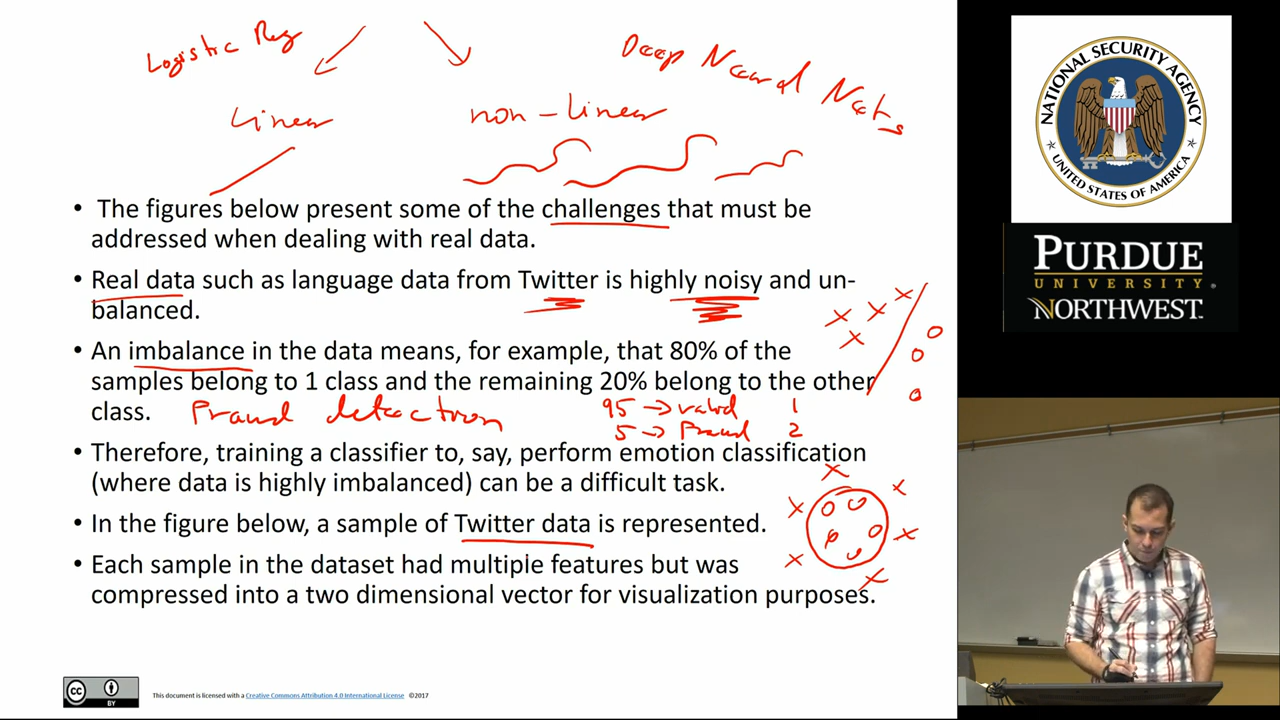 Logistic Reg
Deep Neural Nets
Linear
non-Linear
• The figures below present some of the challenges that must be
addressed when dealing with real data.
• Real data such as language data from Twitter is highly noisy and un-
balanced.
• An imbalance in the data means, for example, that 80% of the
samples belong to 1 class and the remaining 20% belong to the other
class.
Fraud detection
95 → valid 1
5 → Fraud 2
• Therefore, training a classifier to, say, perform emotion classification
(where data is highly imbalanced) can be a difficult task.
• In the figure below, a sample of Twitter data is represented.
• Each sample in the dataset had multiple features but was
compressed into a two dimensional vector for visualization purposes.
cc
BY
This document is licensed with a Creative Commons Attribution 4.0 International License ©2017
NATIONAL SECURITY AGENCY
UNITED STATES OF AMERICA
PURDUE
UNIVERSITY
NORTHWEST